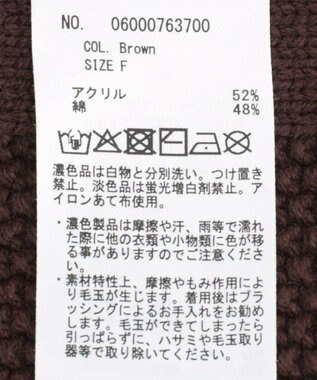 NO. 06000763700
COL. Brown
SIZE F
アクリル 52%
綿 48%
濃色品は白物と分別洗い。つけ置き
禁止。淡色品は蛍光増白剤禁止。ア
イロンあて布使用。
・濃色製品は摩擦や汗、雨等で濡れ
た際に他の衣類や小物類に色が移
る事がありますのでご注意くださ
い。
・素材特性上、摩擦やもみ作用によ
り毛玉が生じます。着用後はブラ
ッシングによるお手入れをお勧め
します。毛玉ができてしまったら
引っぱらずに、ハサミや毛玉取り
器等で取り除いてください。